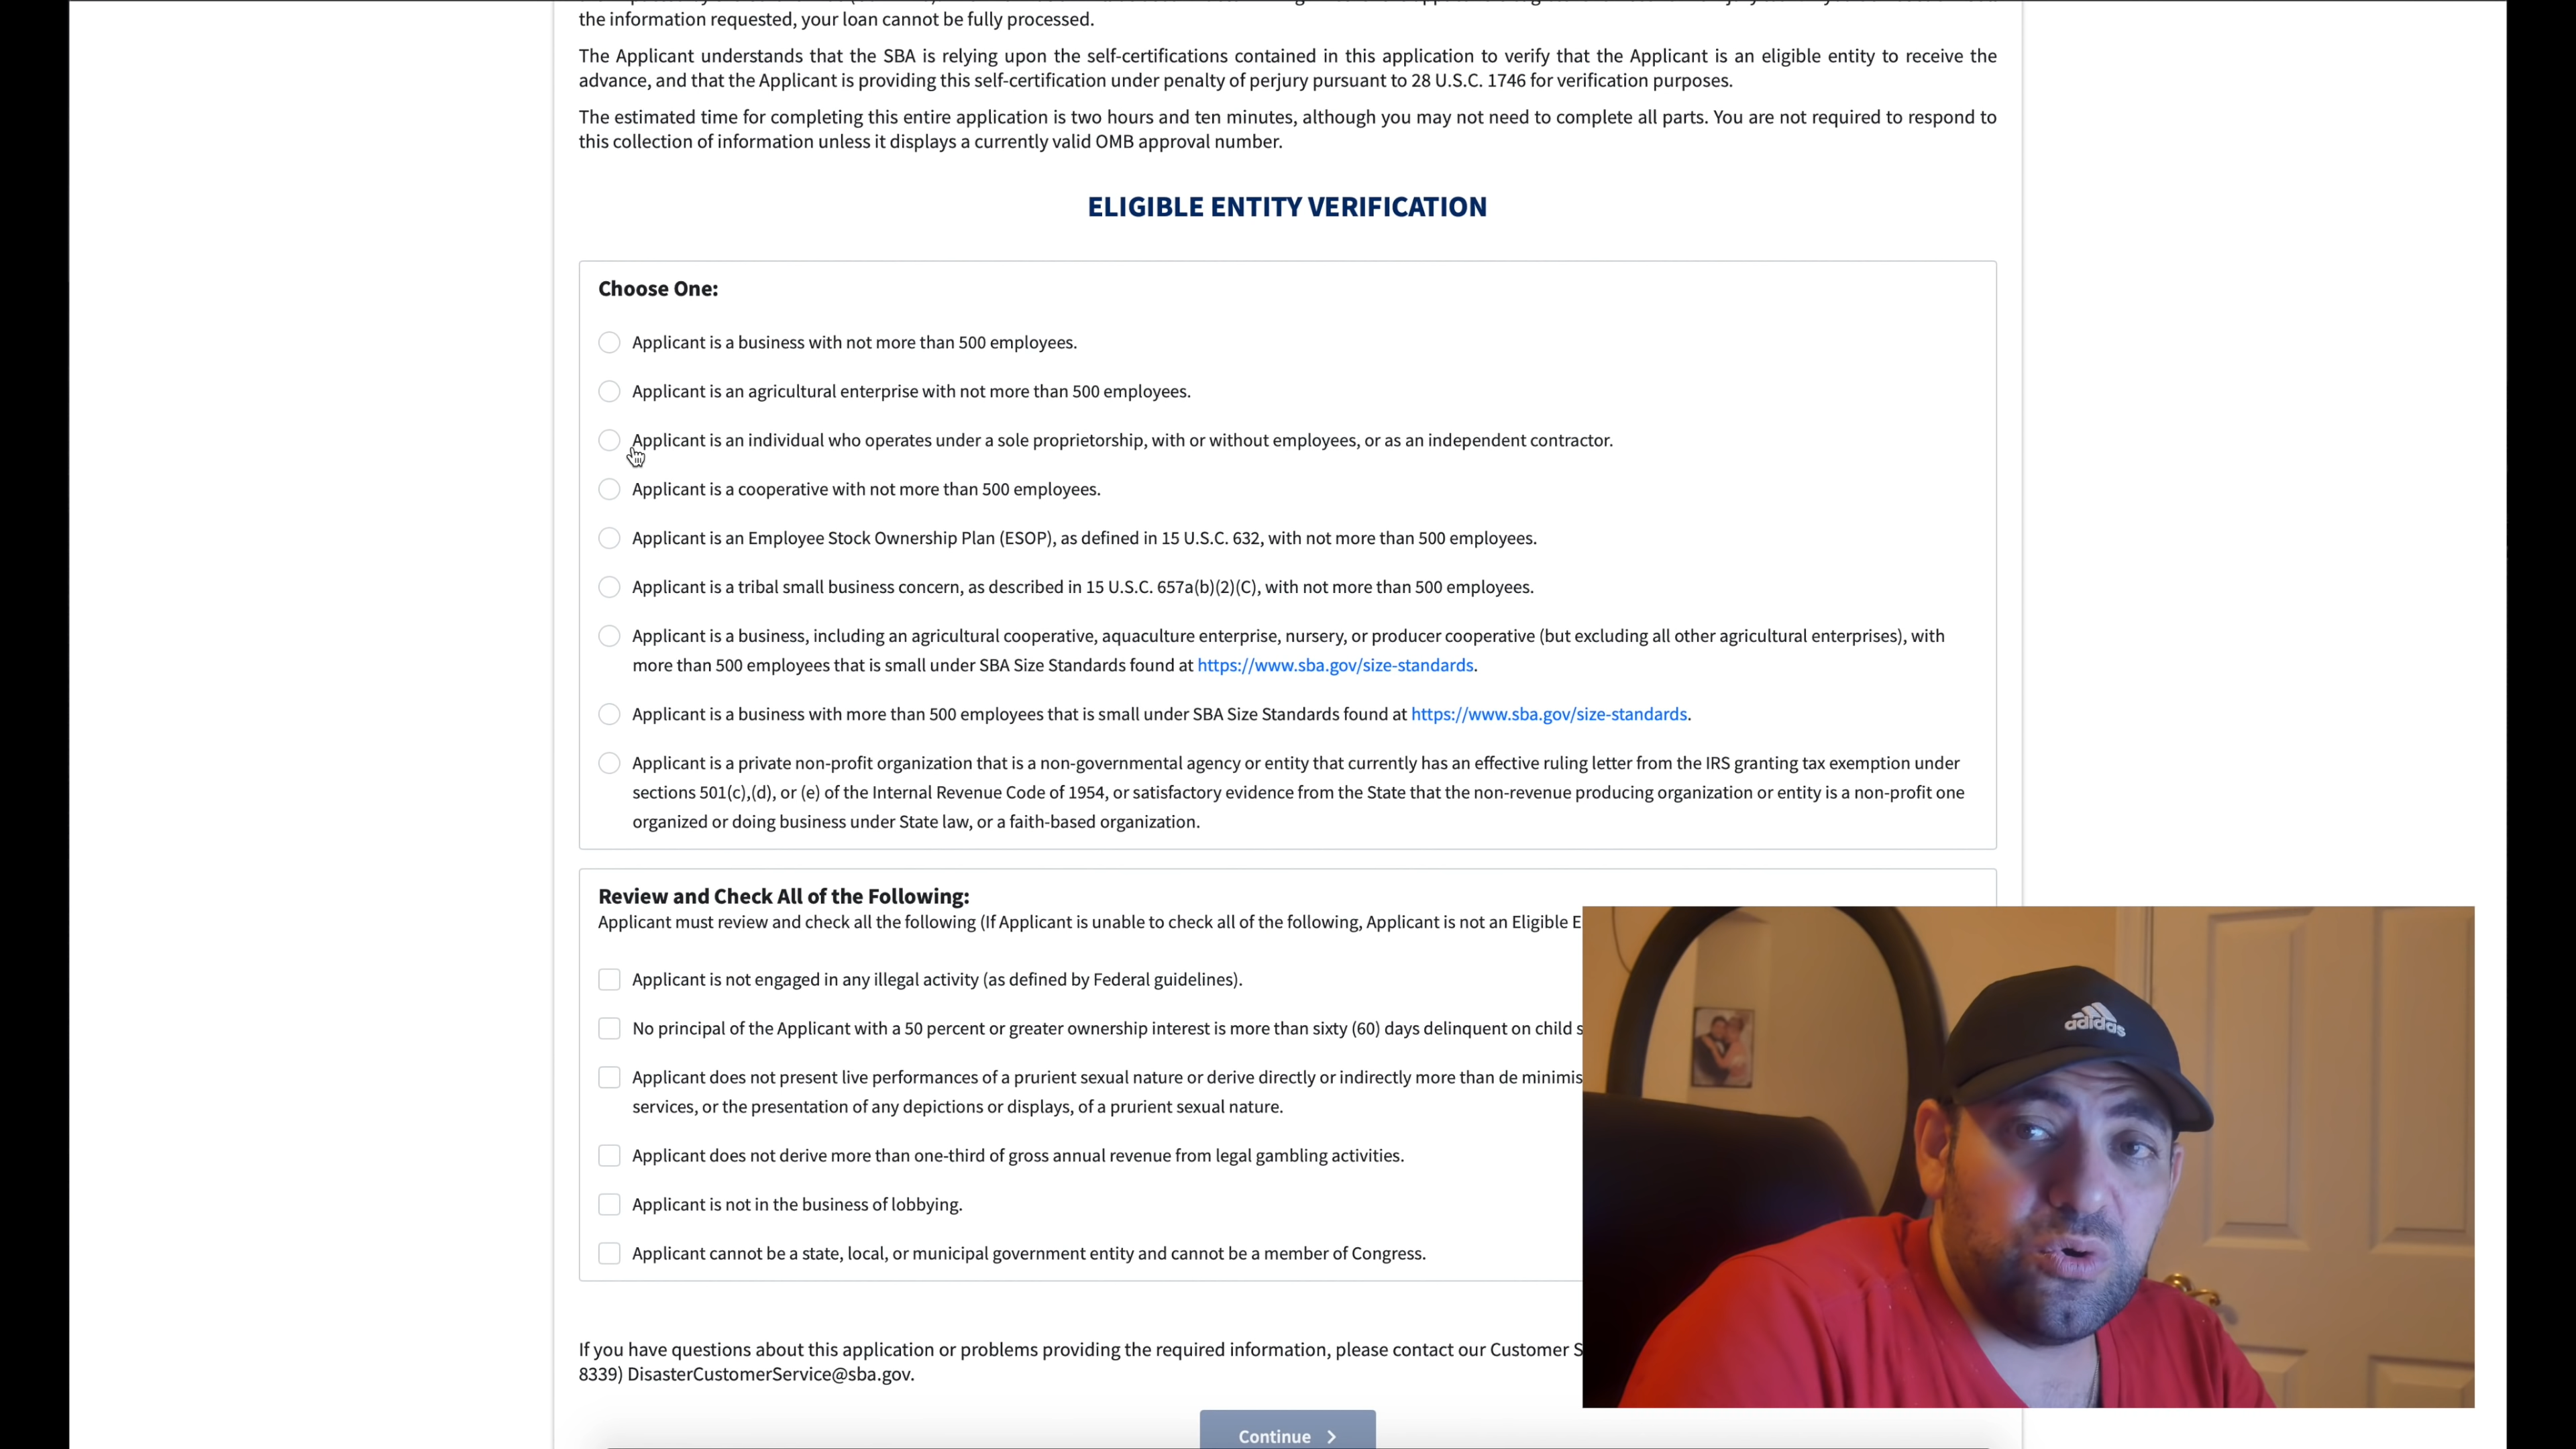 the information requested, your loan cannot be fully processed.
The Applicant understands that the SBA is relying upon the self-certifications contained in this application to verify that the Applicant is an eligible entity to receive the
advance, and that the Applicant is providing this self-certification under penalty of perjury pursuant to 28 U.S.C. 1746 for verification purposes.
The estimated time for completing this entire application is two hours and ten minutes, although you may not need to complete all parts. You are not required to respond to
this collection of information unless it displays a currently valid OMB approval number.
ELIGIBLE ENTITY VERIFICATION
Choose One:
Applicant is a business with not more than 500 employees.
Applicant is an agricultural enterprise with not more than 500 employees.
Applicant is an individual who operates under a sole proprietorship, with or without employees, or as an independent contractor.
Applicant is a cooperative with not more than 500 employees.
Applicant is an Employee Stock Ownership Plan (ESOP), as defined in 15 U.S.C. 632, with not more than 500 employees.
Applicant is a tribal small business concern, as described in 15 U.S.C. 657a(b)(2)(C), with not more than 500 employees.
Applicant is a business, including an agricultural cooperative, aquaculture enterprise, nursery, or producer cooperative (but excluding all other agricultural enterprises), with
more than 500 employees that is small under SBA Size Standards found at https://www.sba.gov/size-standards.
Applicant is a business with more than 500 employees that is small under SBA Size Standards found at https://www.sba.gov/size-standards.
Applicant is a private non-profit organization that is a non-governmental agency or entity that currently has an effective ruling letter from the IRS granting tax exemption under
sections 501(c),(d), or (e) of the Internal Revenue Code of 1954, or satisfactory evidence from the State that the non-revenue producing organization or entity is a non-profit one
organized or doing business under State law, or a faith-based organization.
Review and Check All of the Following:
Applicant must review and check all the following (If Applicant is unable to check all of the following, Applicant is not an Eligible
Applicant is not engaged in any illegal activity (as defined by Federal guidelines).
No principal of the Applicant with a 50 percent or greater ownership interest is more than sixty (60) days delinquent on child
Applicant does not present live performances of a prurient sexual nature or derive directly or indirectly more than de minimis
services, or the presentation of any depictions or displays, of a prurient sexual nature.
Applicant does not derive more than one-third of gross annual revenue from legal gambling activities.
Applicant is not in the business of lobbying.
Applicant cannot be a state, local, or municipal government entity and cannot be a member of Congress.
adidas
If you have questions about this application or problems providing the required information, please contact our Customer
8339) DisasterCustomerService@sba.gov.
Continue